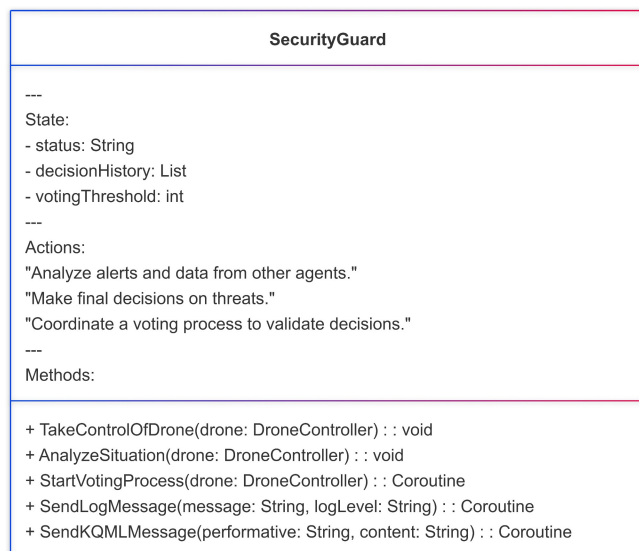 SecurityGuard
---
State:
- status: String
- decisionHistory: List
- votingThreshold: int
---
Actions:
"Analyze alerts and data from other agents."
"Make final decisions on threats."
"Coordinate a voting process to validate decisions."
---
Methods:
+ TakeControlOfDrone(drone: DroneController) : : void
+ AnalyzeSituation(drone: DroneController) : : void
+ StartVotingProcess(drone: DroneController) : : Coroutine
+ SendLogMessage(message: String, logLevel: String) : : Coroutine
+ SendKQMLMessage(performative: String, content: String) : : Coroutine